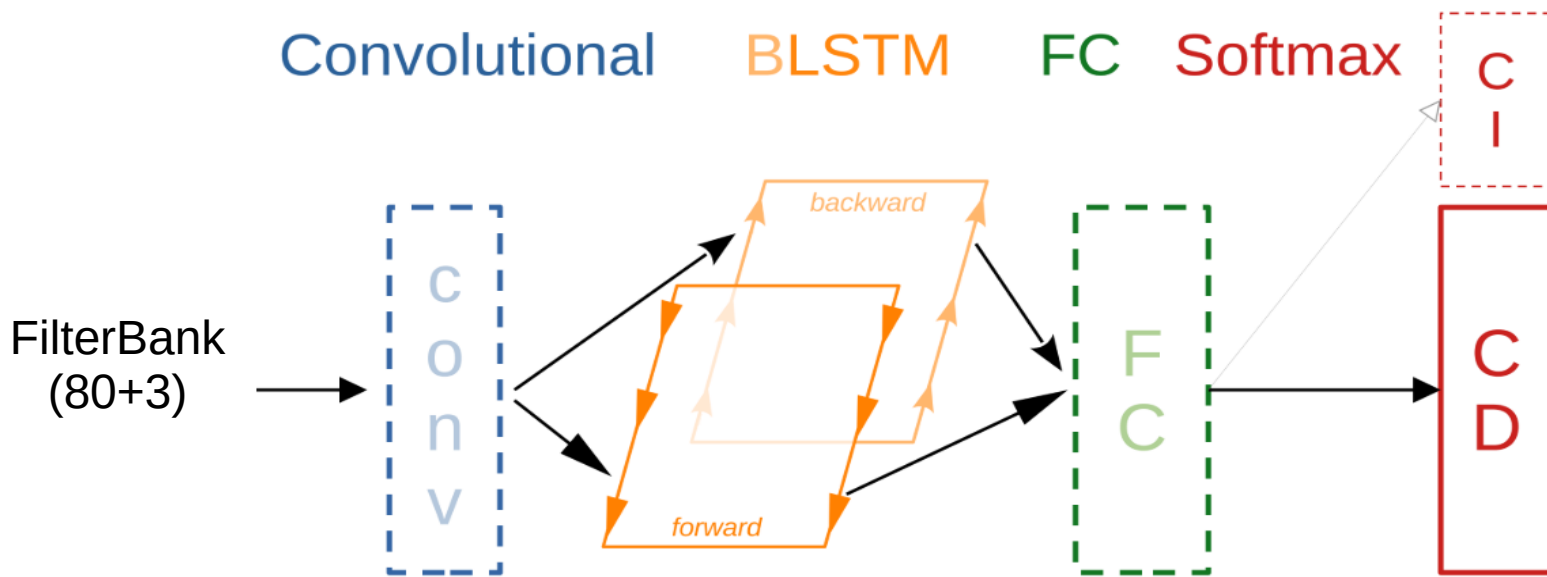 Convolutional BLSTM FC Softmax
C
I
backward
FilterBank
(80+3)
c
o
n
v
F
C
C
D
forward